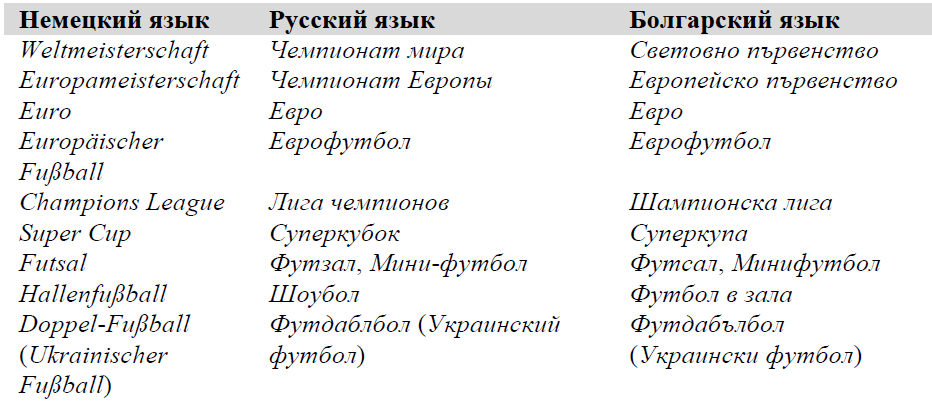 Немецкий язык Русский язык Болгарский язык
Weltmeisterschaft Чемпионат мира Световно първенство
Europameisterschaft Чемпионат Европы Европейско първенство
Euro Евро Евро
Europäischer Еврофутбол Еврофутбол
Fußball
Champions League Лига чемпионов Шампионска лига
Super Cup Суперкубок Суперкупа
Futsal Футзал, Мини-футбол Футсал, Минифутбол
Hallenfußball Шоубол Футбол в зала
Doppel-Fußball Футдаблбол (Украинский Футдабълбол
(Ukrainischer футбол) (Украински футбол)
Fußball)